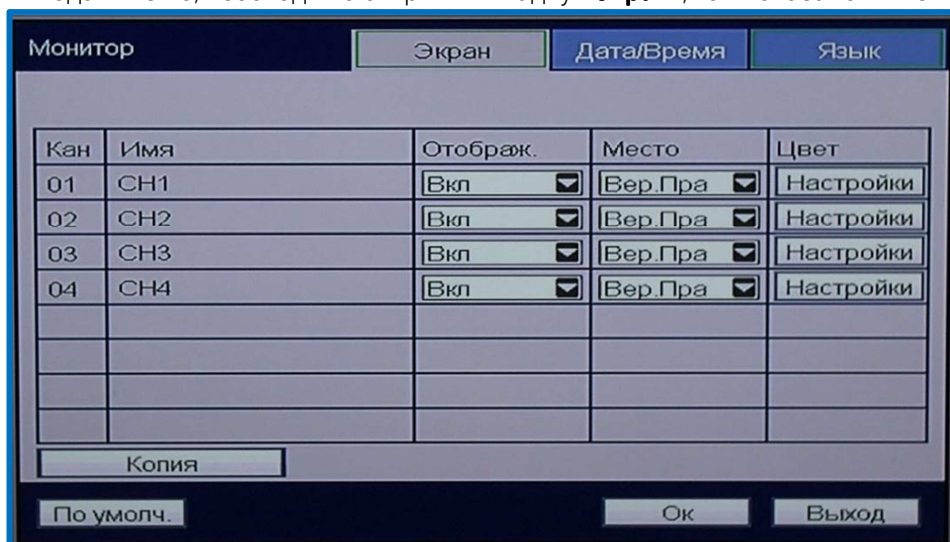 Монитор Экран Дата/Время Язык
Кан Имя Отображ. Место Цвет
01 CH1 Вкл Вер.Пра Настройки
02 CH2 Вкл Вер.Пра Настройки
03 CH3 Вкл Вер.Пра Настройки
04 CH4 Вкл Вер.Пра Настройки
Копия
По умолч. Ок Выход